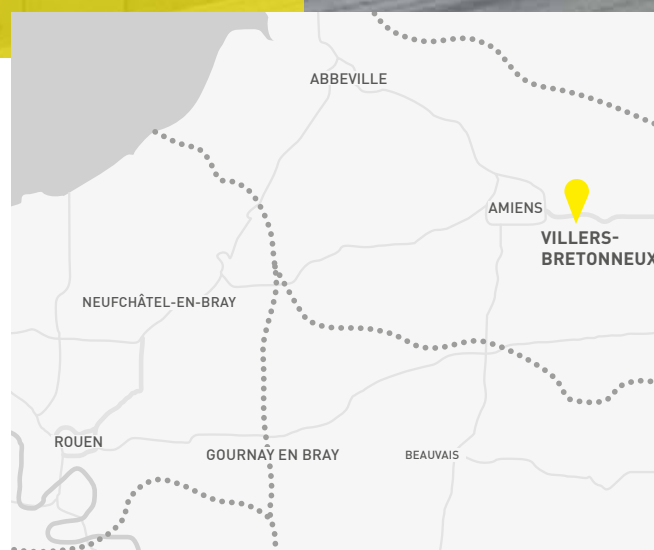 ABBEVILLE
AMIENS
VILLERS-
BRETONNEUX
NEUFCHÂTEL-EN-BRAY
ROUEN
GOURNAY EN BRAY
BEAUVAIS